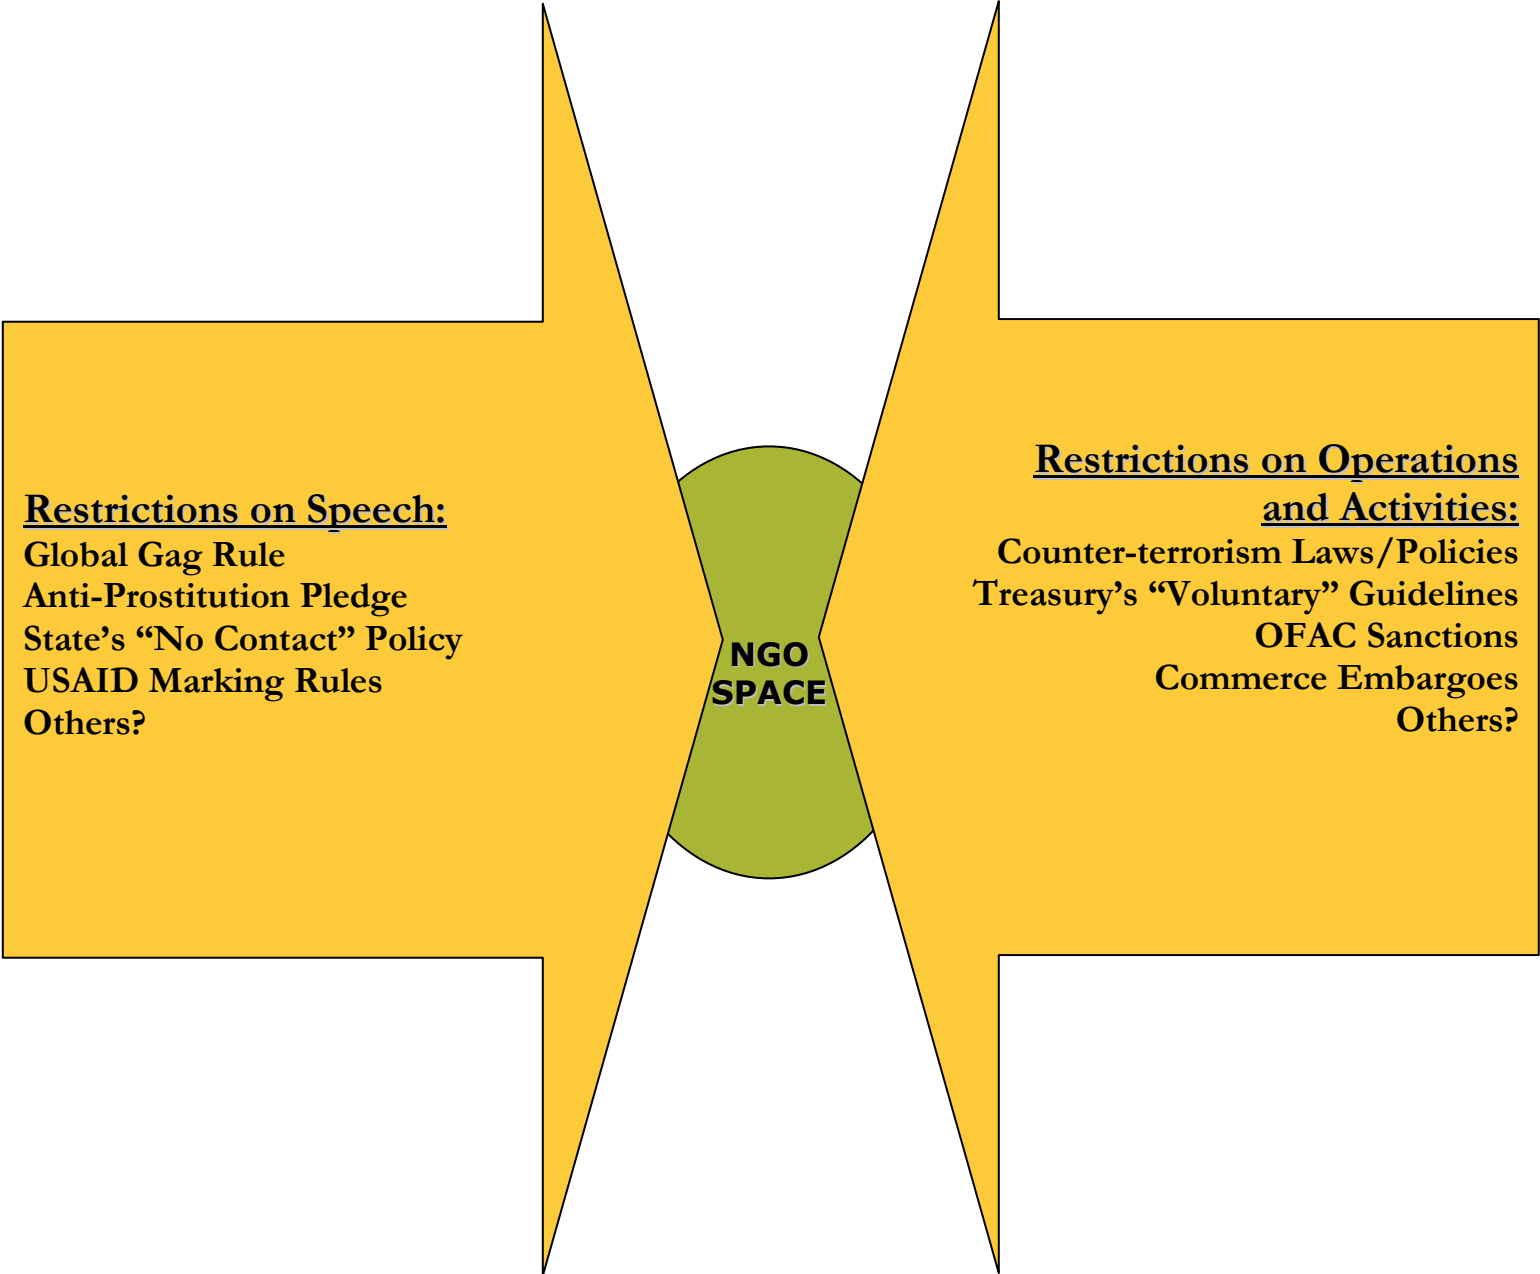 Restrictions on Speech:
Global Gag Rule
Anti-Prostitution Pledge
State’s “No Contact” Policy
USAID Marking Rules
Others?
NGO
SPACE
Restrictions on Operations
and Activities:
Counter-terrorism Laws/Policies
Treasury’s “Voluntary” Guidelines
OFAC Sanctions
Commerce Embargoes
Others?